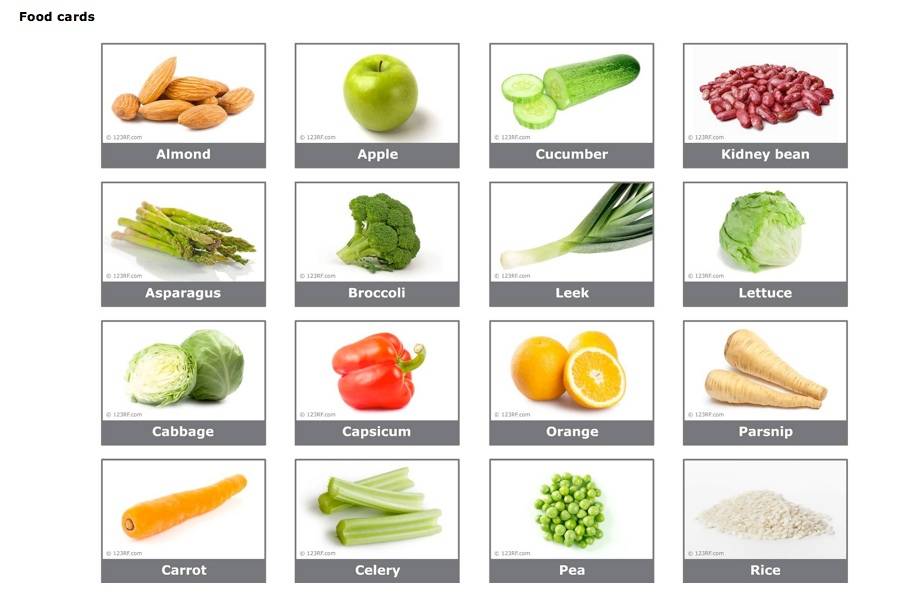 Food cards
© 123RF.com © 123RF.com © 123RF.com © 123RF.com
Almond Apple Cucumber Kidney bean
© 123RF.com © 123RF.com © 123RF.com © 123RF.com
Asparagus Broccoli Leek Lettuce
© 123RF.com © 123RF.com © 123RF.com © 123RF.com
Cabbage Capsicum Orange Parsnip
© 123RF.com © 123RF.com © 123RF.com © 123RF.com
Carrot Celery Pea Rice